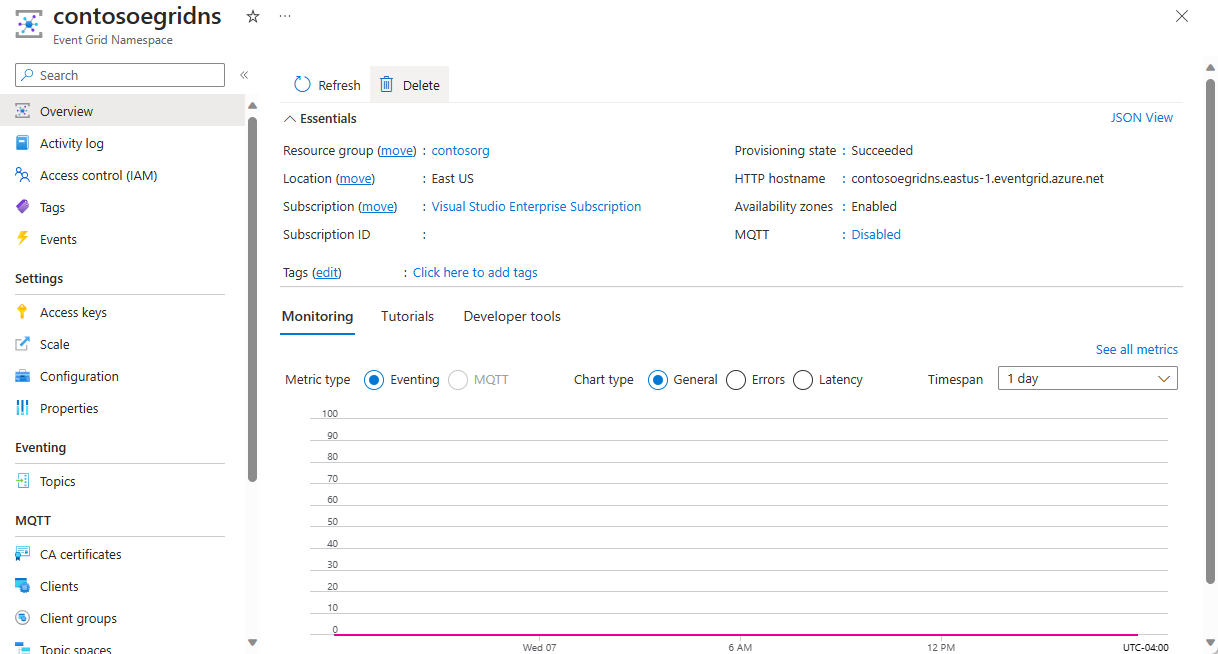 contosoegridns
Event Grid Namespace
Search
Overview
Activity log
Access control (IAM)
Tags
Events
Settings
Access keys
Scale
Configuration
Properties
Eventing
Topics
MQTT
CA certificates
Clients
Client groups
Topic spaces
Refresh Delete
Essentials JSON View
Resource group (move) : contosorg
Location (move) : East US
Subscription (move) : Visual Studio Enterprise Subscription
Subscription ID :
Provisioning state : Succeeded
HTTP hostname : contosoegridns.eastus-1.eventgrid.azure.net
Availability zones : Enabled
MQTT : Disabled
Tags (edit) : Click here to add tags
Monitoring Tutorials Developer tools
See all metrics
Metric type Eventing MQTT Chart type General Errors Latency Timespan 1 day
100
90
80
70
60
50
40
30
20
10
0
Wed 07 6 AM 12 PM UTC-04:00